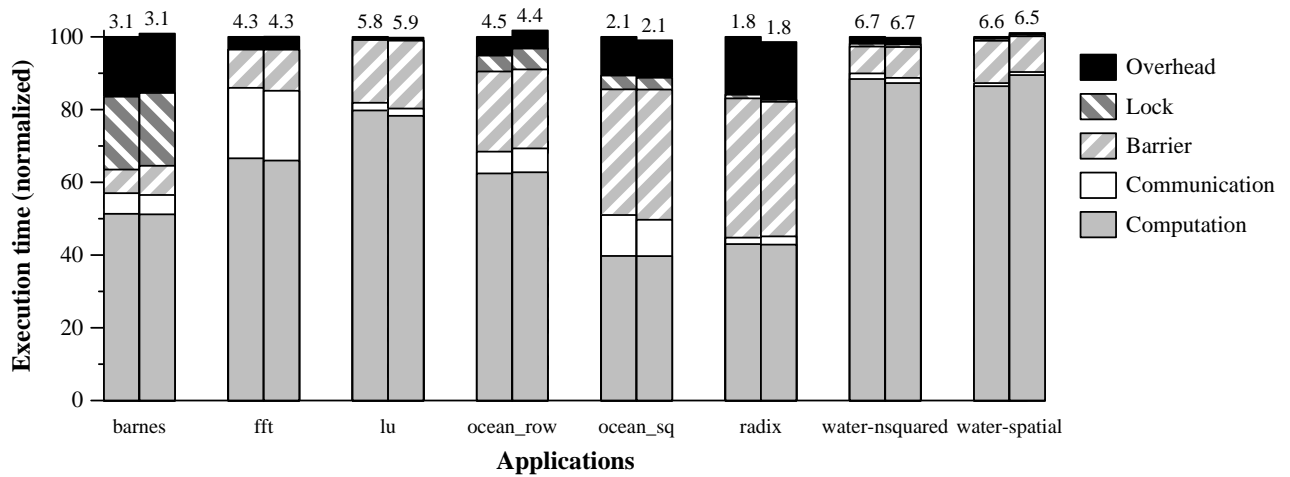 3.1 3.1 4.3 4.3 5.8 5.9 4.5 4.4 2.1 2.1 1.8 1.8 6.7 6.7 6.6 6.5
100
80
60
40
20
0
Execution time (normalized)
Overhead
Lock
Barrier
Communication
Computation
barnes fft lu ocean_row ocean_sq radix water-nsquared water-spatial
Applications